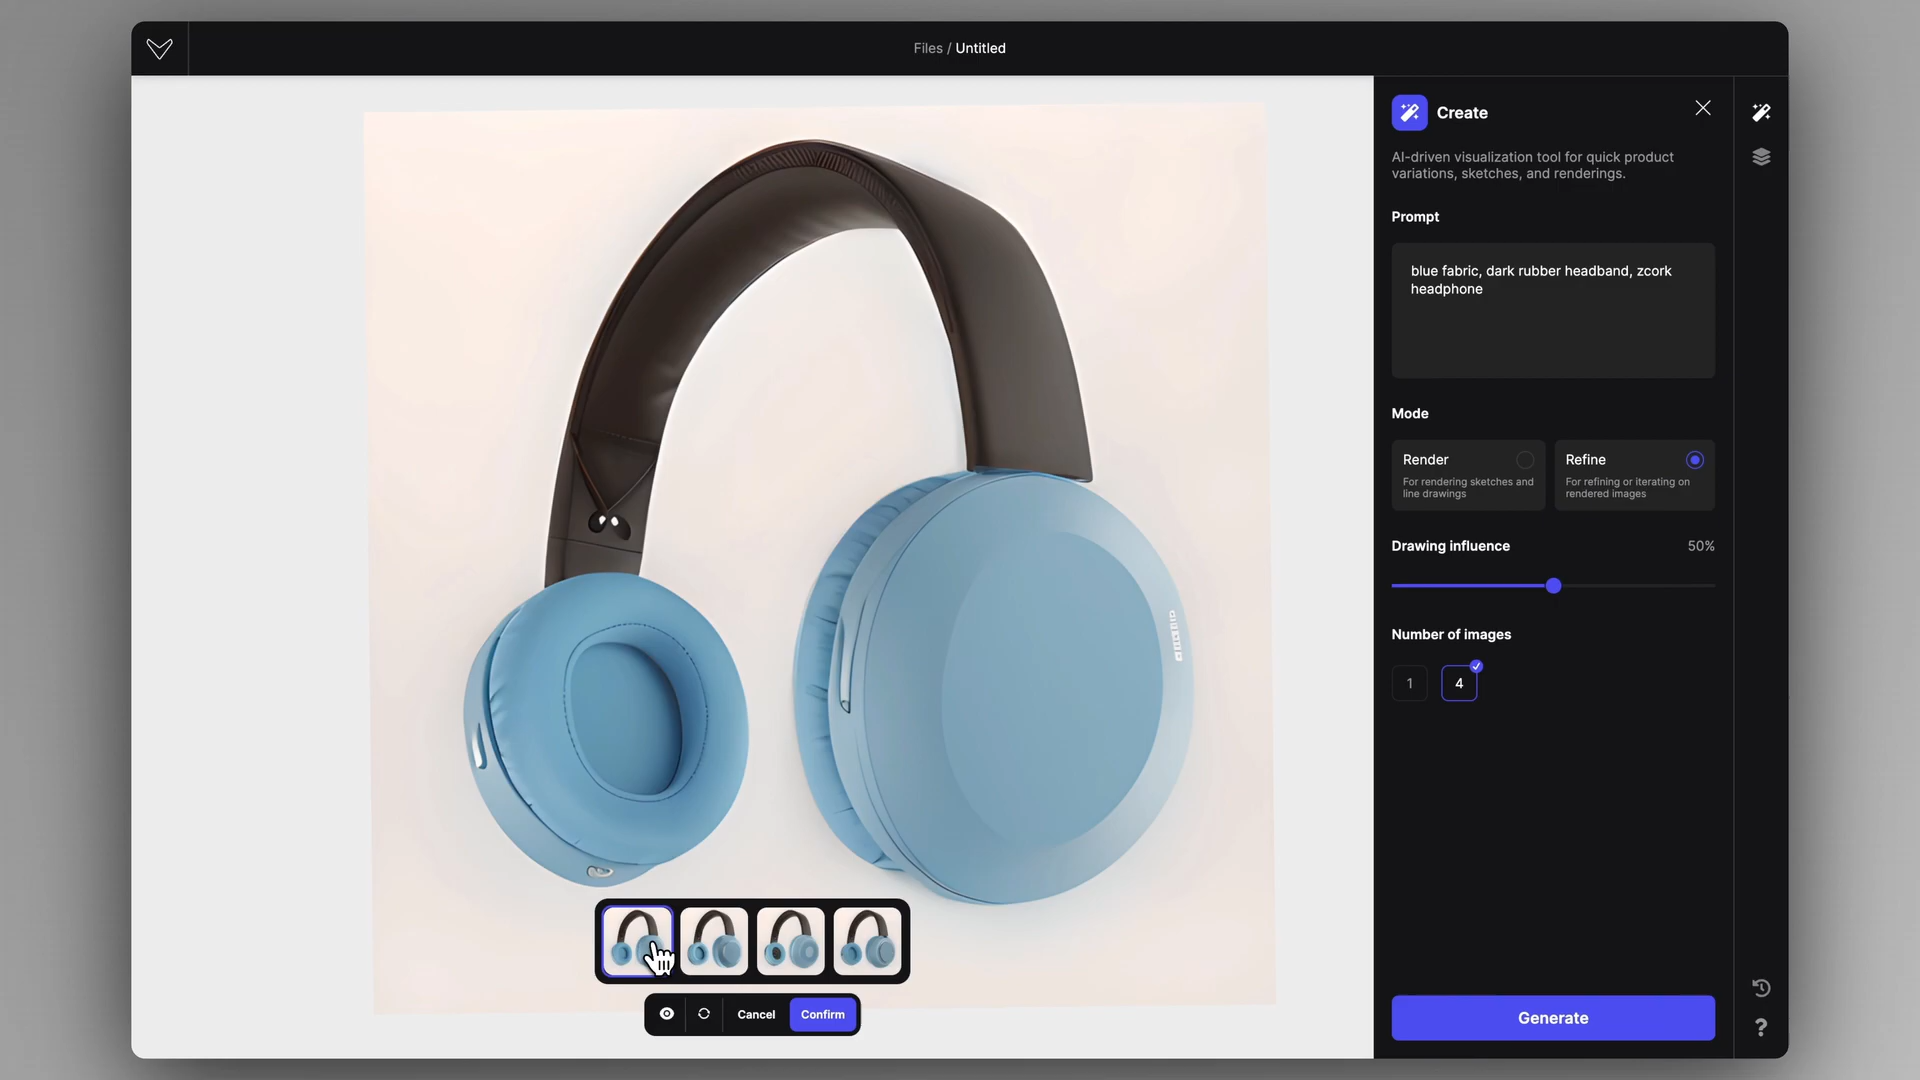 Files / Untitled
Create
AI-driven visualization tool for quick product
variations, sketches, and renderings.
Prompt
blue fabric, dark rubber headband, zcork
headphone
Mode
Render
For rendering sketches and
line drawings
Refine
For refining or iterating on
rendered images
Drawing influence
50%
Number of images
1
4
Cancel
Confirm
Generate
?